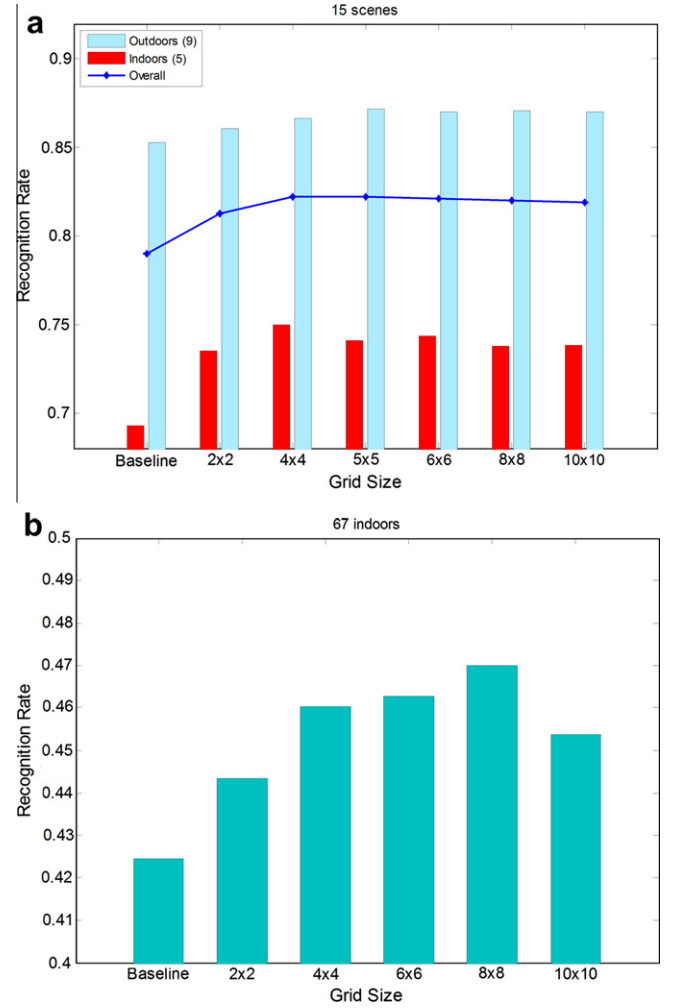 a
15 scenes
Outdoors (9)
Indoors (5)
Overall
0.9
0.85
0.8
0.75
0.7
Recognition Rate
Baseline 2x2 4x4 5x5 6x6 8x8 10x10
Grid Size
b
67 indoors
0.5
0.49
0.48
0.47
0.46
0.45
0.44
0.43
0.42
0.41
0.4
Recognition Rate
Baseline 2x2 4x4 6x6 8x8 10x10
Grid Size